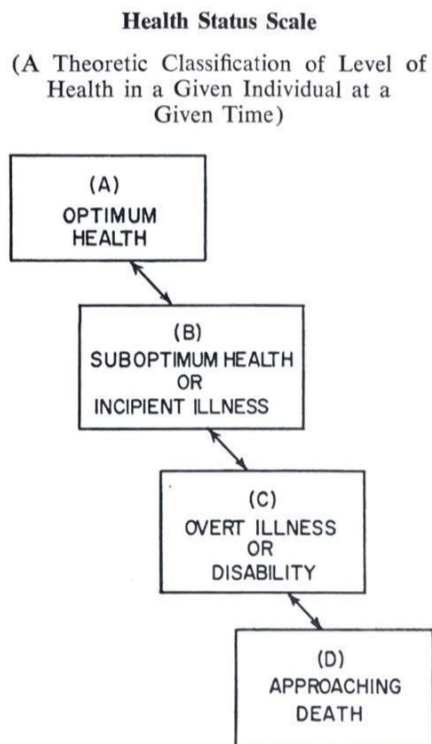 Health Status Scale
(A Theoretic Classification of Level of
Health in a Given Individual at a
Given Time)
(A)
OPTIMUM
HEALTH
(B)
SUBOPTIMUM HEALTH
OR
INCIPIENT ILLNESS
(C)
OVERT ILLNESS
OR
DISABILITY
(D)
APPROACHING
DEATH